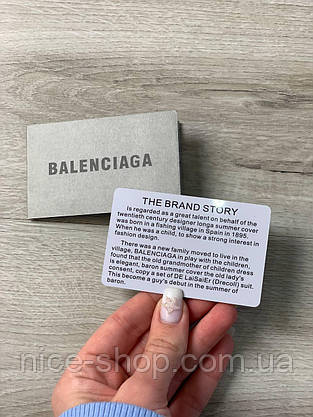 BALENCIAGA
THE BRAND STORY
is regarded as a great talent on behalf of the
twentieth century designer longa summer cover
was born in a fishing village in Spain in 1895.
When he was a child, to show a strong interest in
fashion design.
There was a new family moved to live in the
village, BALENCIAGA in play with the children,
found that the old grandmother of children dress
is elegant, baron summer cover the old lady's
consent, copy a set of DE LaiSaiEr (Drecoll) suit.
This become a guy's debut in the summer of
baron.
nice-shop.com.ua